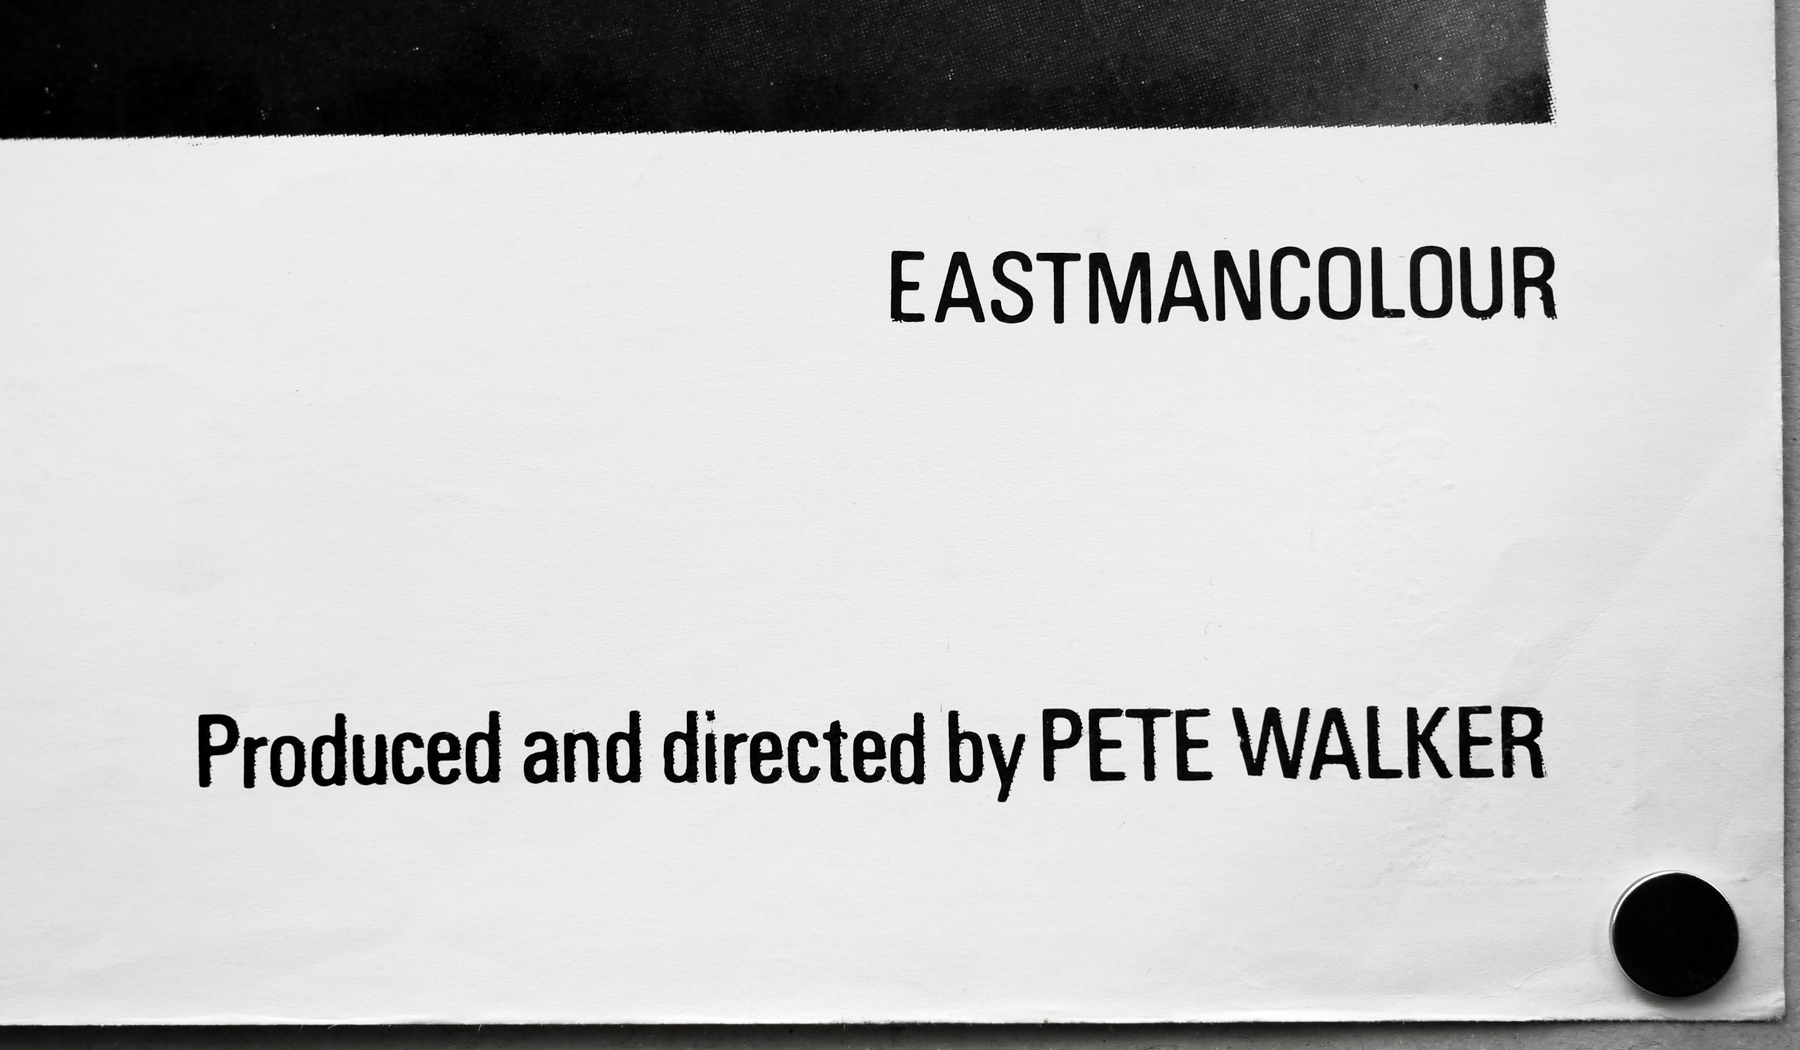 EASTMANCOLOUR
Produced and directed by PETE WALKER